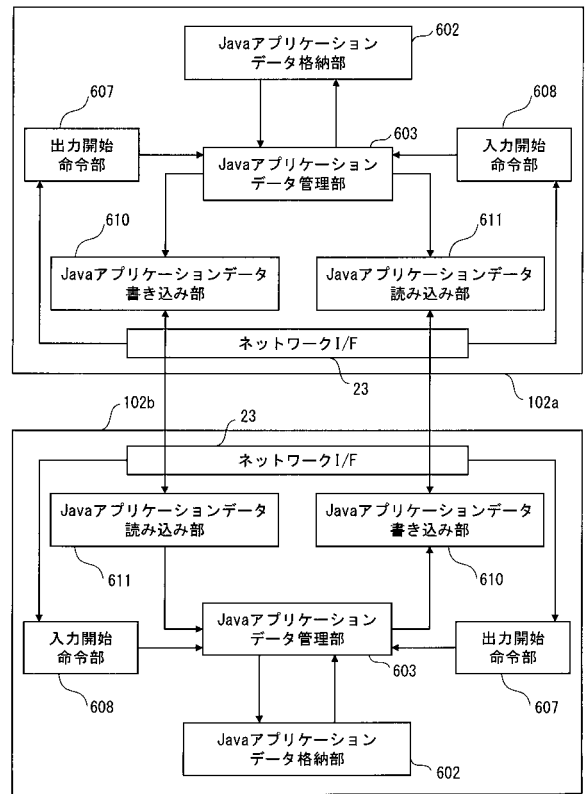 Javaアプリケーション
データ格納部
602
607
608
出力開始
命令部
603
入力開始
命令部
Javaアプリケーション
データ管理部
610
611
Javaアプリケーションデータ
書き込み部
Javaアプリケーションデータ
読み込み部
ネットワークI/F
23
102a
102b
23
ネットワークI/F
Javaアプリケーションデータ
読み込み部
Javaアプリケーションデータ
書き込み部
611
610
入力開始
命令部
Javaアプリケーション
データ管理部
出力開始
命令部
603
608
607
Javaアプリケーション
データ格納部
602